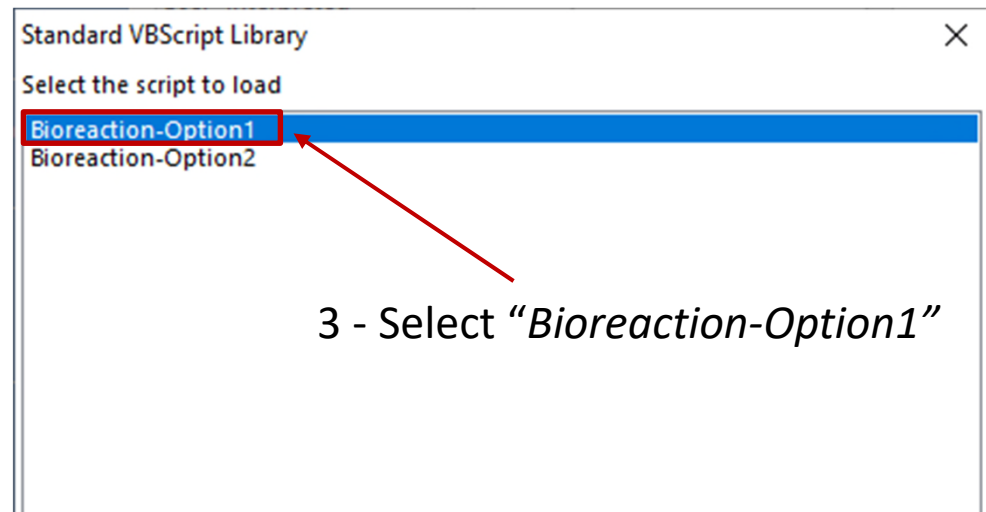 Standard VBScript Library
Select the script to load
Bioreaction-Option1
Bioreaction-Option2
3 - Select “Bioreaction-Option1”